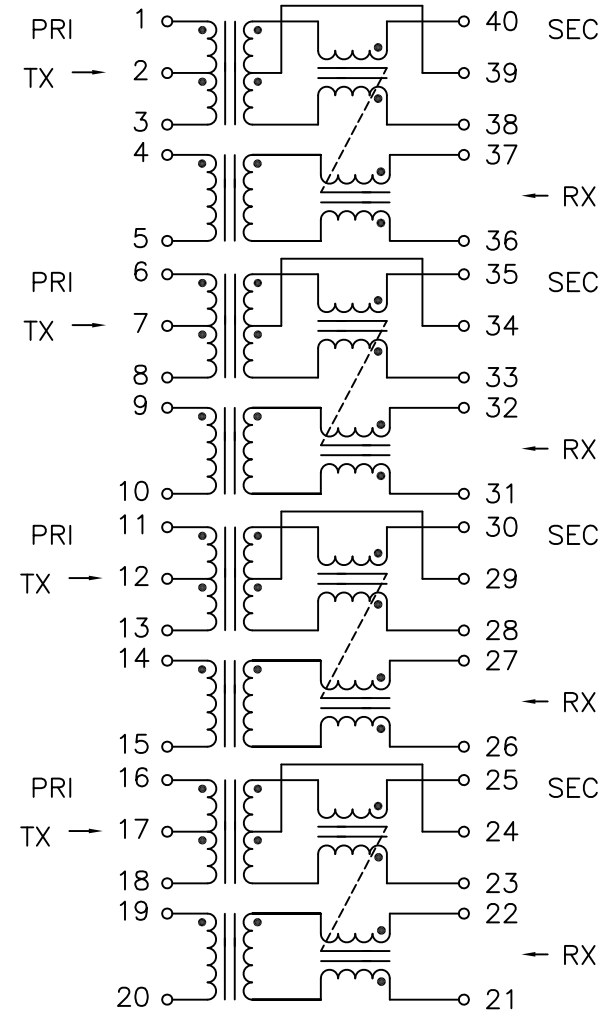 PRI 1 40 SEC
TX 2 39
3 38
4 37
RX
5 36
PRI 6 35 SEC
TX 7 34
8 33
9 32
RX
10 31
PRI 11 30 SEC
TX 12 29
13 28
14 27
RX
15 26
PRI 16 25 SEC
TX 17 24
18 23
19 22
RX
20 21